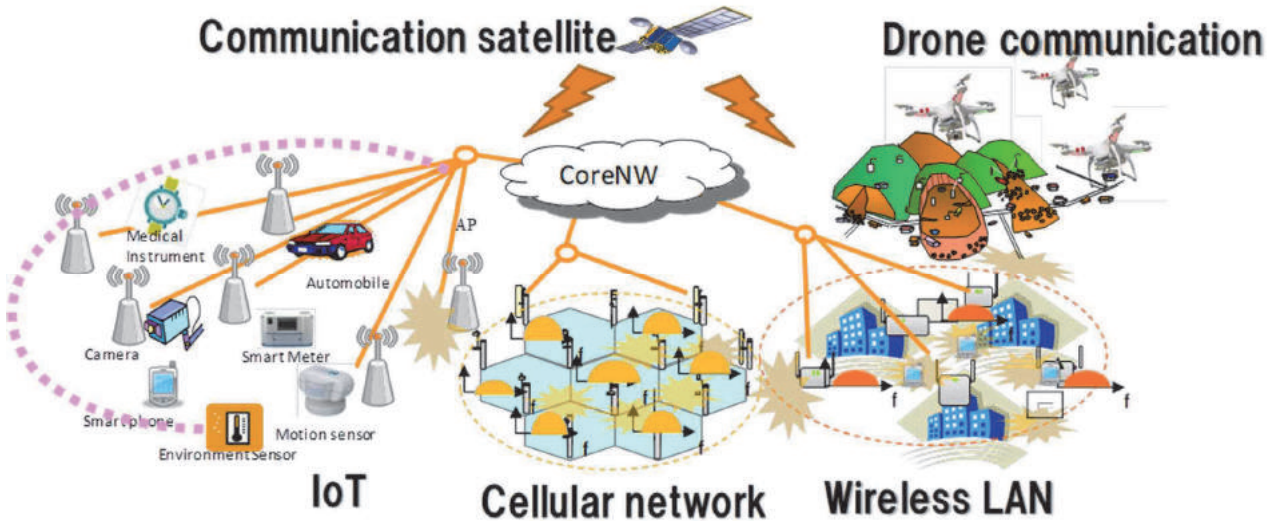 Communication satellite
Drone communication
CoreNW
AP
Medical
Instrument
Automobile
Camera
Smart Meter
Smartphone
Motion sensor
Environment Sensor
f
f
f
f
f
f
f
f
f
f
IoT
Cellular network
Wireless LAN